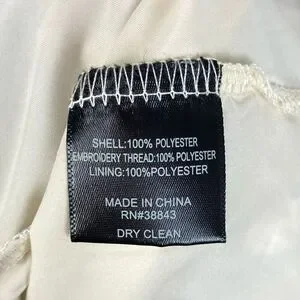 SHELL:100% POLYESTER
EMBROIDERY THREAD:100% POLYESTER
LINING:100%POLYESTER
MADE IN CHINA
RN#38843
DRY CLEAN